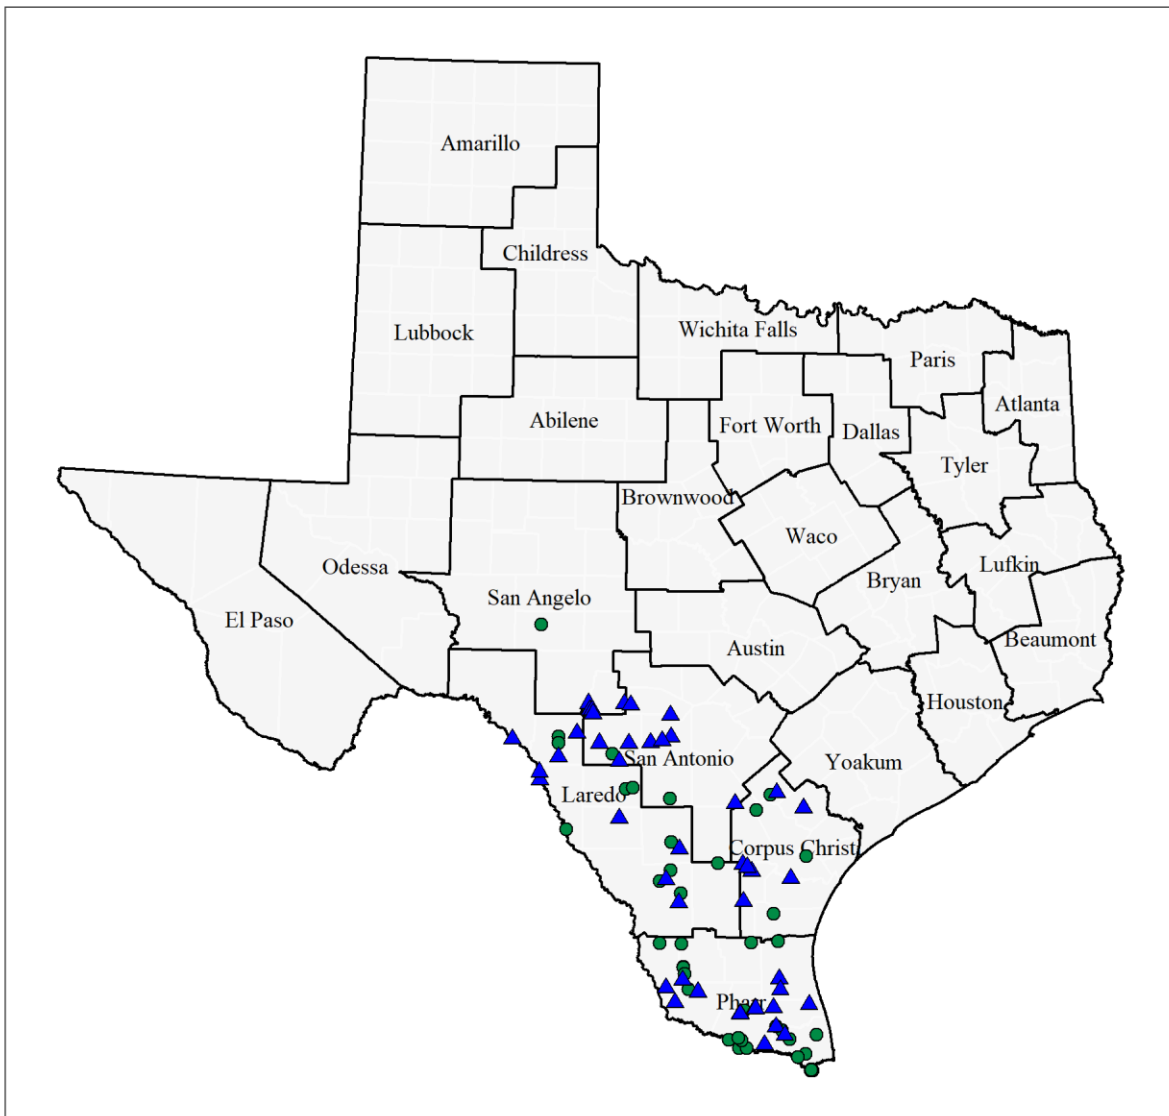 Amarillo
Childress
Lubbock
Wichita Falls
Paris
Atlanta
Abilene
Fort Worth
Dallas
Tyler
Brownwood
Waco
Odessa
Lufkin
Bryan
San Angelo
El Paso
Beaumont
Austin
Houston
San Antonio
Yoakum
Laredo
Corpus Christ
Pharr